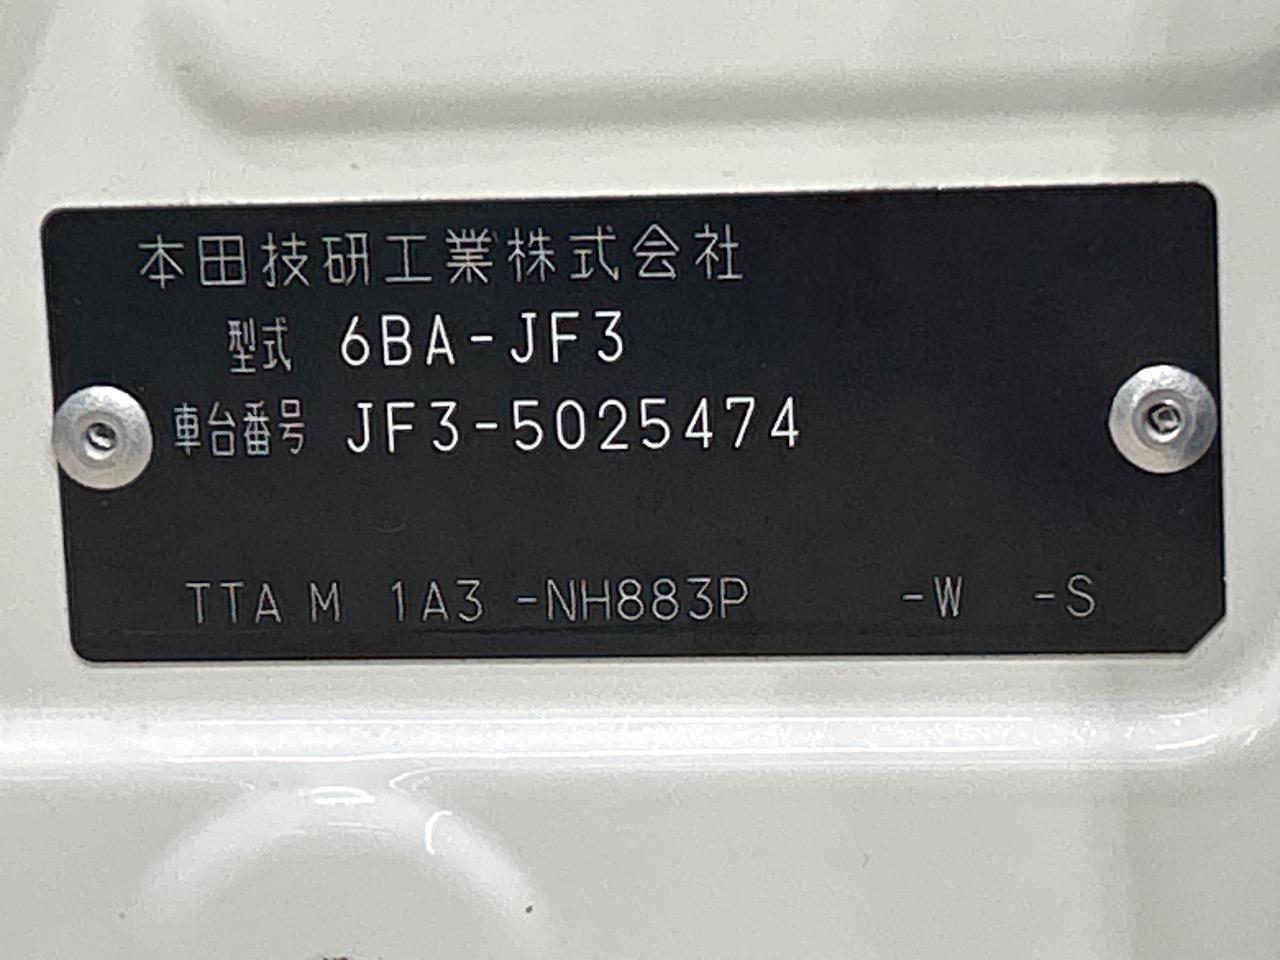 本田技研工業株式会社
型式 6BA-JF3
車台番号 JF3-5025474
TTA M 1A3 -NH883P -W -S